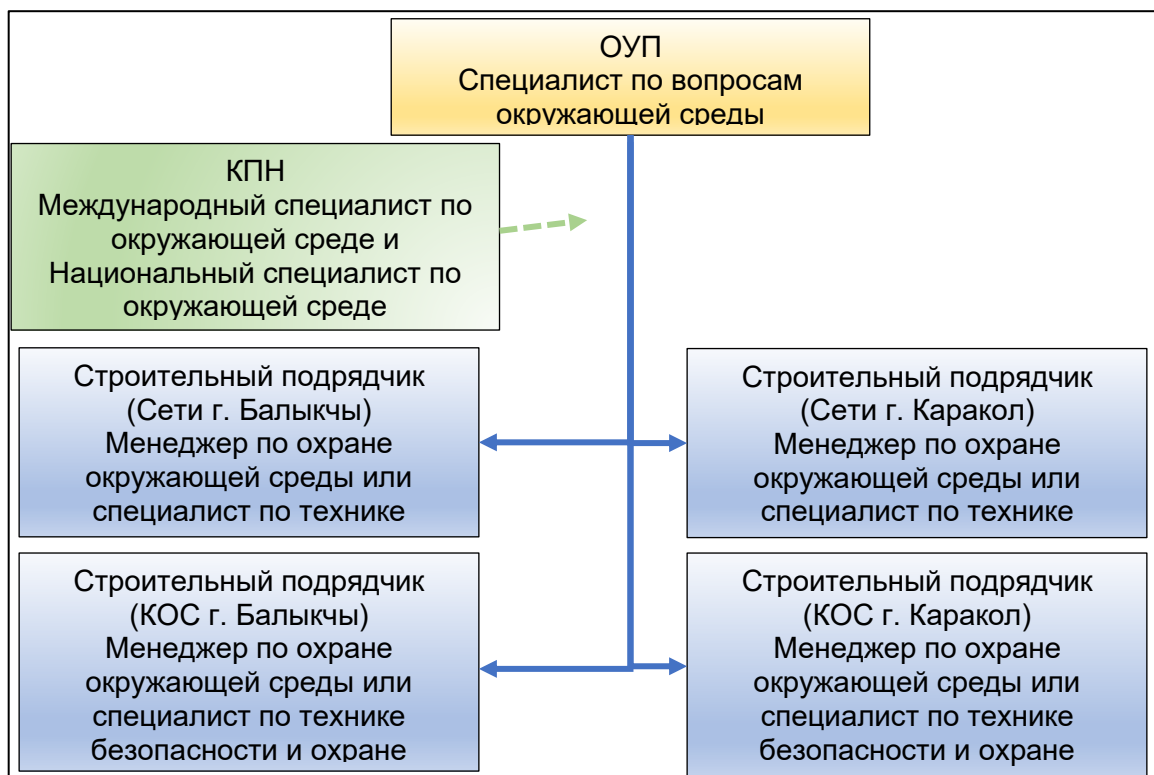 ОУП
Специалист по вопросам
окружающей среды
КПН
Международный специалист по
окружающей среде и
Национальный специалист по
окружающей среде
Строительный подрядчик
(Сети г. Балыкчы)
Менеджер по охране
окружающей среды или
специалист по технике
Строительный подрядчик
(Сети г. Каракол)
Менеджер по охране
окружающей среды или
специалист по технике
Строительный подрядчик
(КОС г. Балыкчы)
Менеджер по охране
окружающей среды или
специалист по технике
безопасности и охране
Строительный подрядчик
(КОС г. Каракол)
Менеджер по охране
окружающей среды или
специалист по технике
безопасности и охране